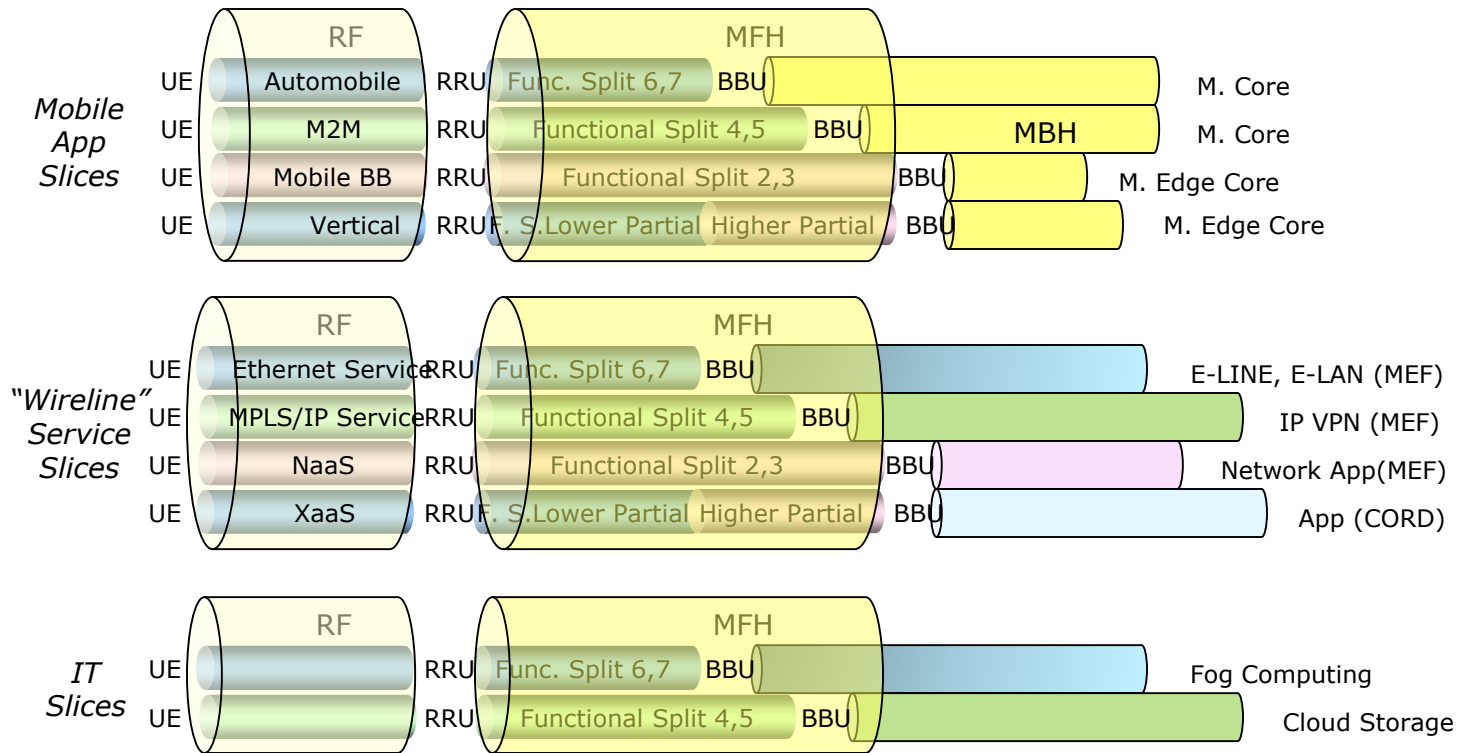 RF MFH
UE Automobile RRU Func. Split 6,7 BBU M. Core
Mobile
App
Slices
UE M2M RRU Functional Split 4,5 BBU MBH M. Core
UE Mobile BB RRU Functional Split 2,3 BBU M. Edge Core
UE Vertical RRU F. S.Lower Partial Higher Partial BBU M. Edge Core
RF MFH
UE Ethernet Service RRU Func. Split 6,7 BBU E-LINE, E-LAN (MEF)
“Wireline”
Service
Slices
UE MPLS/IP Service RRU Functional Split 4,5 BBU IP VPN (MEF)
UE NaaS RRU Functional Split 2,3 BBU Network App(MEF)
UE XaaS RRU F. S.Lower Partial Higher Partial BBU App (CORD)
RF MFH
IT
Slices
UE RRU Func. Split 6,7 BBU Fog Computing
UE RRU Functional Split 4,5 BBU Cloud Storage